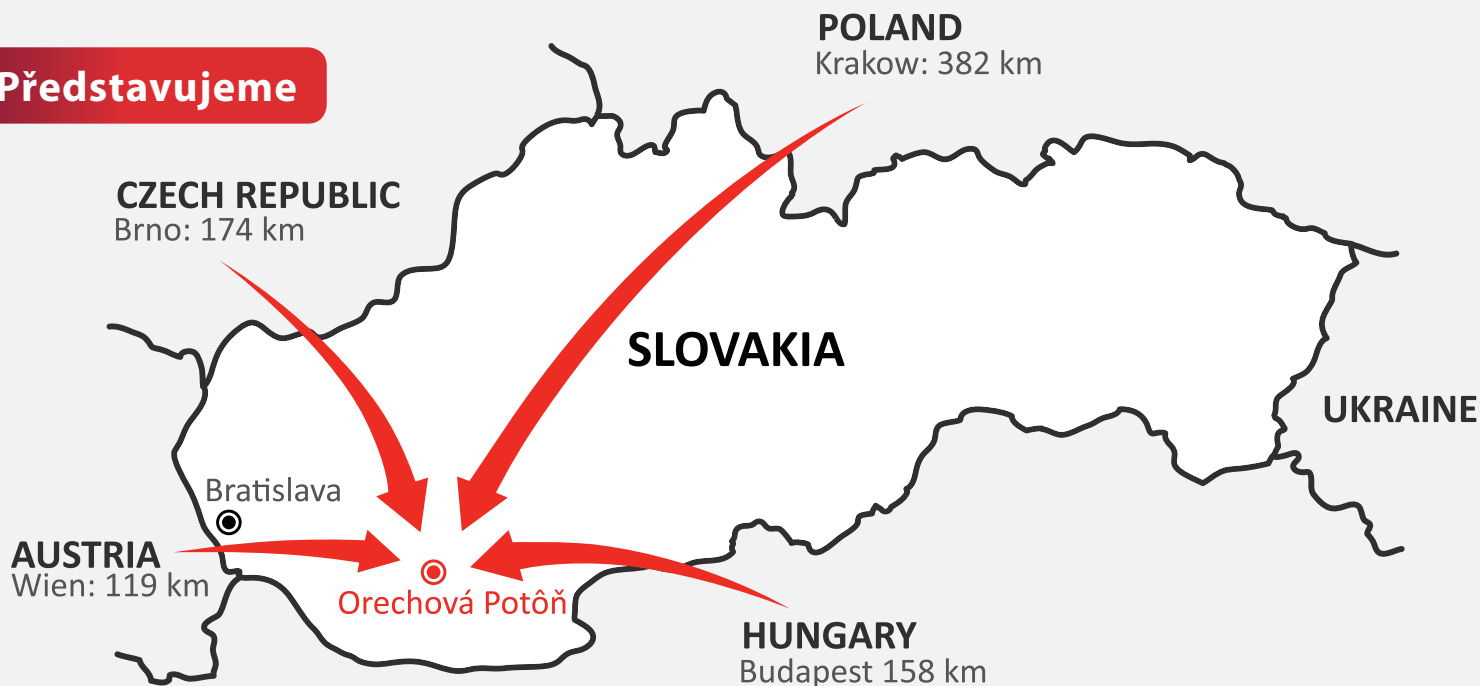 POLAND
Krakow: 382 km
Představujeme
CZECH REPUBLIC
Brno: 174 km
SLOVAKIA
UKRAINE
Bratislava
AUSTRIA
Wien: 119 km
Orechová Potôň
HUNGARY
Budapest 158 km